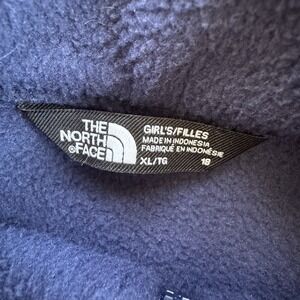 THE
NORTH
FACE
GIRL'S/FILLES
MADE IN INDONESIA
FABRIQUÉ EN INDONÉSIE
XL/TG
18